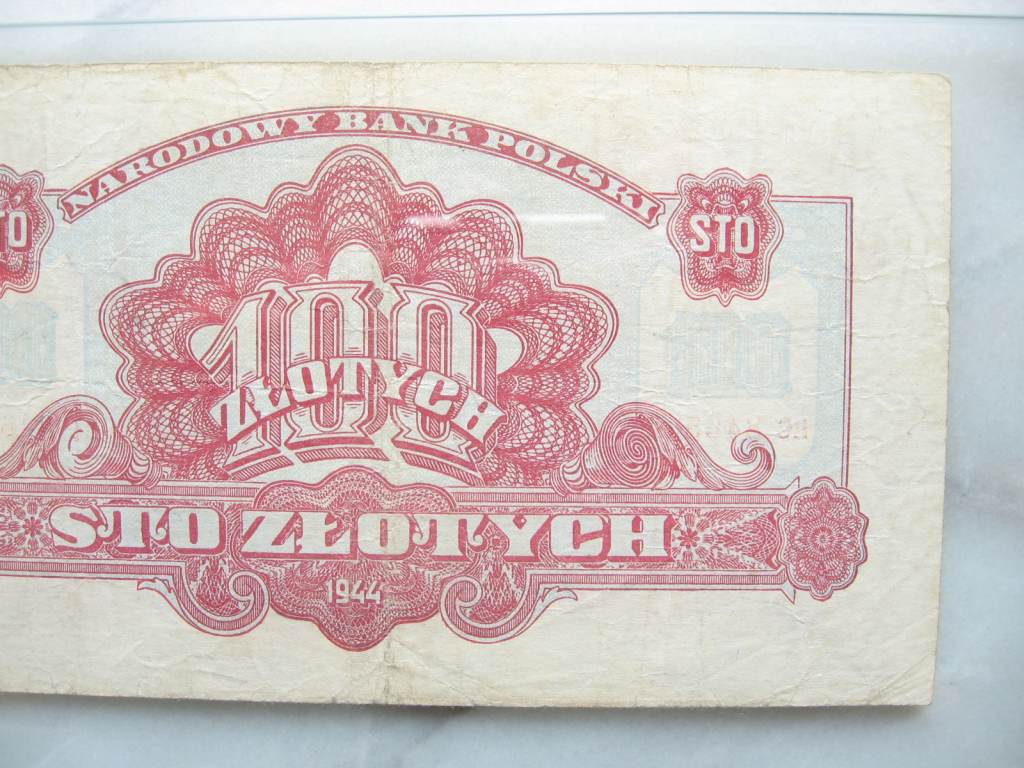 NARODOWY BANK POLSKI
STO
100
ZŁOTYCH
STO ZŁOTYCH
1944